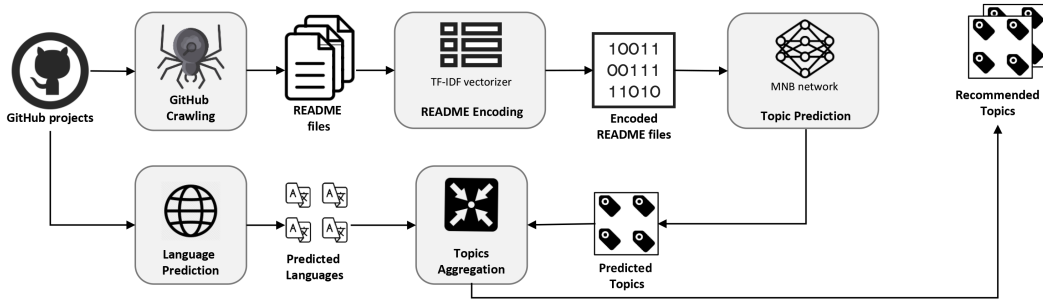 GitHub projects
GitHub
Crawling
README
files
TF-IDF vectorizer
README Encoding
10011
00111
11010
Encoded
README files
MNB network
Topic Prediction
Recommended
Topics
Language
Prediction
A
A
A
A
Predicted
Languages
Topics
Aggregation
Predicted
Topics